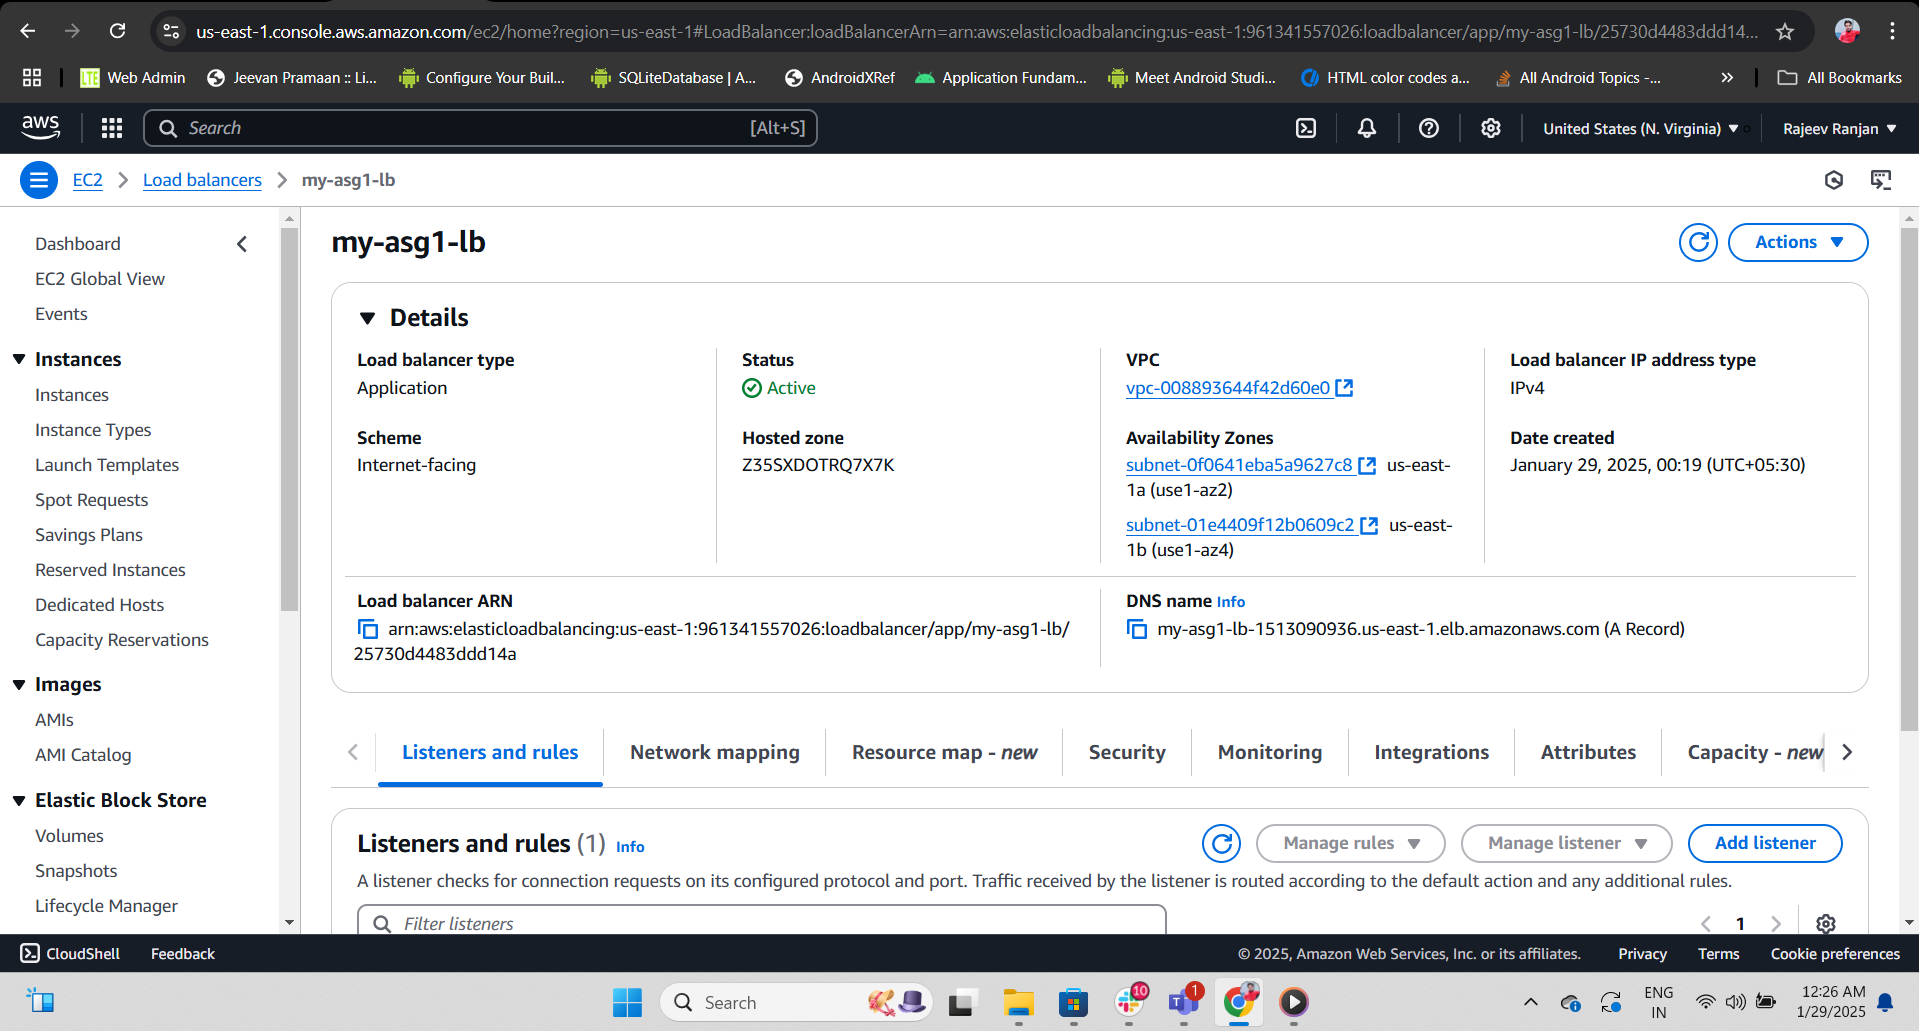 us-east-1.console.aws.amazon.com/ec2/home?region=us-east-1#LoadBalancer:loadBalancerArn=arn:aws:elasticloadbalancing:us-east-1:961341557026:loadbalancer/app/my-asg1-lb/25730d4483ddd14...
LTE Web Admin
Jeevan Pramaan :: Li...
Configure Your Buil...
SQLiteDatabase | A...
AndroidXRef
Application Fundam...
Meet Android Studi...
HTML color codes a...
All Android Topics -...
»
All Bookmarks
aws
Search [Alt+S]
United States (N. Virginia)
Rajeev Ranjan
EC2 > Load balancers > my-asg1-lb
Dashboard
EC2 Global View
Events
Instances
Instances
Instance Types
Launch Templates
Spot Requests
Savings Plans
Reserved Instances
Dedicated Hosts
Capacity Reservations
Images
AMIs
AMI Catalog
Elastic Block Store
Volumes
Snapshots
Lifecycle Manager
my-asg1-lb
Actions
Details
Load balancer type
Application
Status
Active
VPC
vpc-008893644f42d60e0
Load balancer IP address type
IPv4
Scheme
Internet-facing
Hosted zone
Z35SXDOTRQ7X7K
Availability Zones
subnet-0f0641eba5a9627c8 us-east-
1a (use1-az2)
subnet-01e4409f12b0609c2 us-east-
1b (use1-az4)
Date created
January 29, 2025, 00:19 (UTC+05:30)
Load balancer ARN
arn:aws:elasticloadbalancing:us-east-1:961341557026:loadbalancer/app/my-asg1-lb/
25730d4483ddd14a
DNS name Info
my-asg1-lb-1513090936.us-east-1.elb.amazonaws.com (A Record)
Listeners and rules
Network mapping
Resource map - new
Security
Monitoring
Integrations
Attributes
Capacity - new
Listeners and rules (1) Info
Manage rules
Manage listener
Add listener
A listener checks for connection requests on its configured protocol and port. Traffic received by the listener is routed according to the default action and any additional rules.
Filter listeners
1
CloudShell
Feedback
© 2025, Amazon Web Services, Inc. or its affiliates.
Privacy
Terms
Cookie preferences
Search
10
1
ENG
IN
12:26 AM
1/29/2025